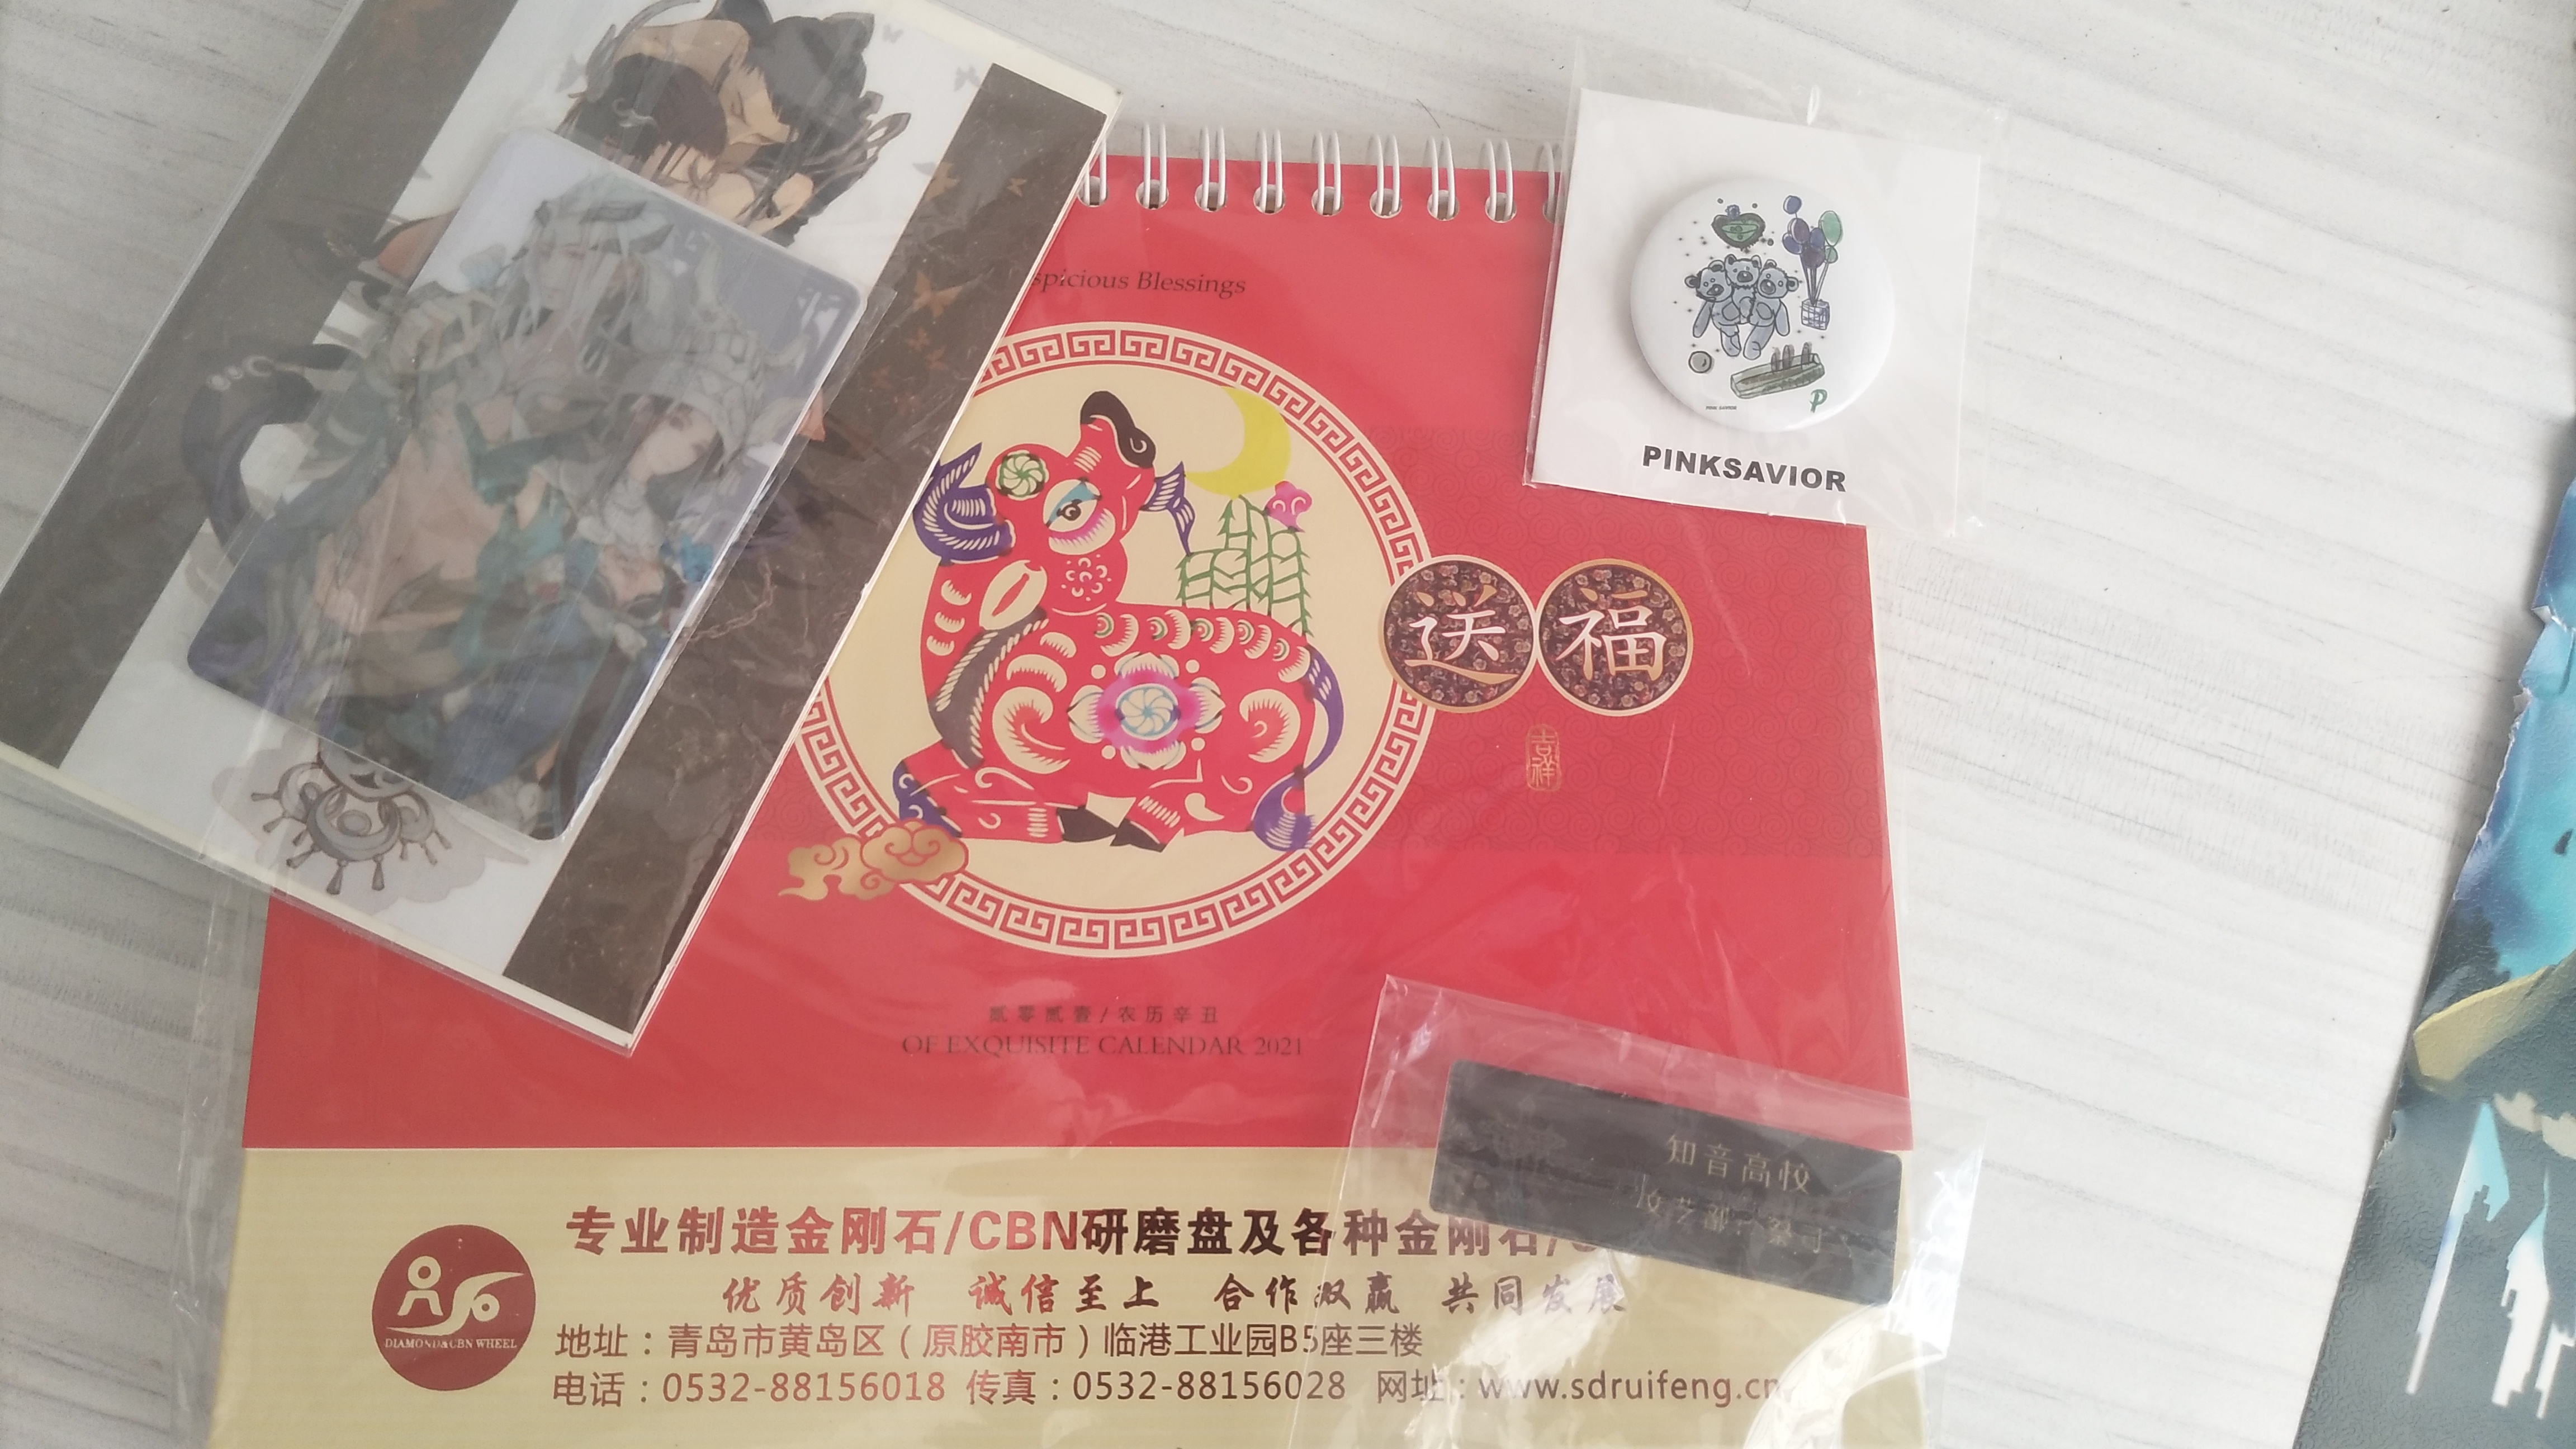 spicious Blessings
PINKSAVIOR
P
送福
吉祥
贰零贰壹/农历辛丑
OF EXQUISITE CALENDAR 2021
知音高校
专业制造金刚石/CBN研磨盘及各种金刚石/
优质创新 诚信至上 合作双赢 共同发展
DIAMOND&CBN WHEEL
地址：青岛市黄岛区（原胶南市）临港工业园B5座三楼
电话：0532-88156018 传真：0532-88156028 网址：www.sdruifeng.cn